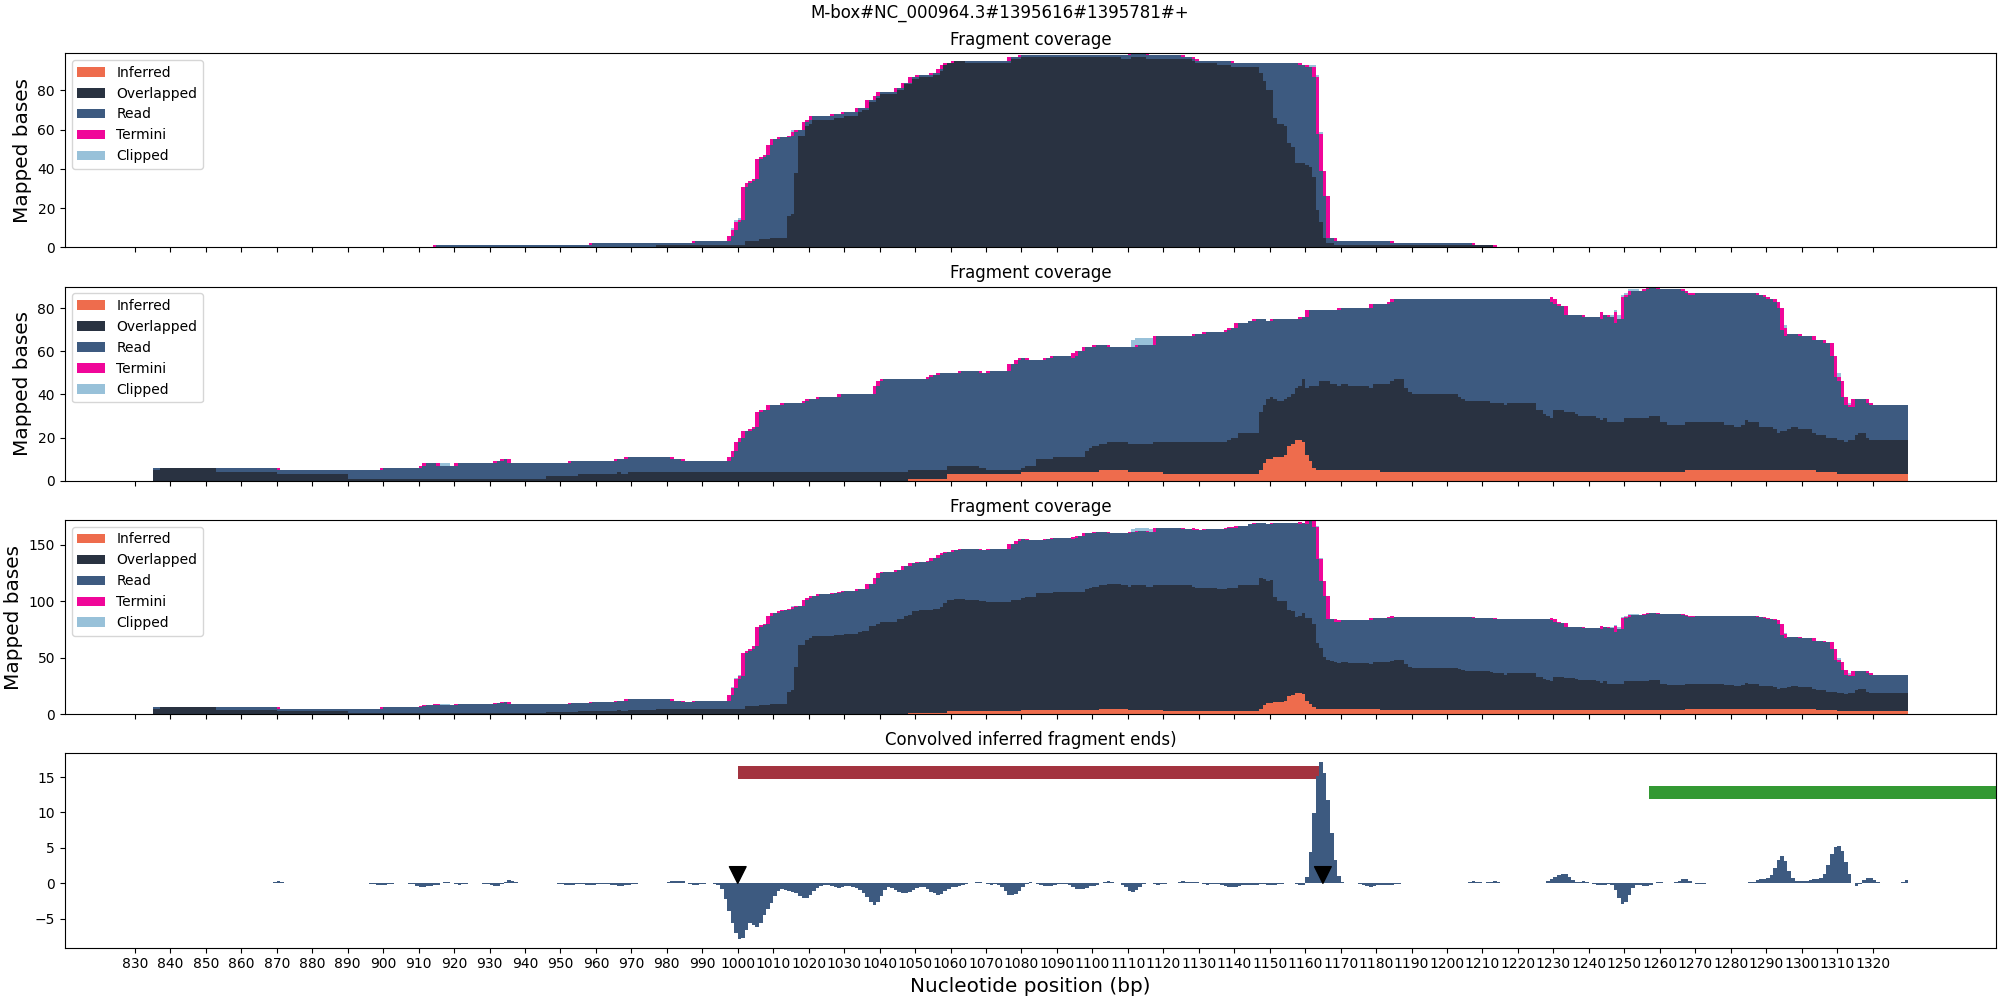 M-box#NC_000964.3#1395616#1395781#+
Fragment coverage
Mapped bases
80
60
40
20
0
Inferred
Overlapped
Read
Termini
Clipped
Fragment coverage
Mapped bases
80
60
40
20
0
Inferred
Overlapped
Read
Termini
Clipped
Fragment coverage
Mapped bases
150
100
50
0
Inferred
Overlapped
Read
Termini
Clipped
Convolved inferred fragment ends)
15
10
5
0
−5
830 840 850 860 870 880 890 900 910 920 930 940 950 960 970 980 990 1000 1010 1020 1030 1040 1050 1060 1070 1080 1090 1100 1110 1120 1130 1140 1150 1160 1170 1180 1190 1200 1210 1220 1230 1240 1250 1260 1270 1280 1290 1300 1310 1320
Nucleotide position (bp)